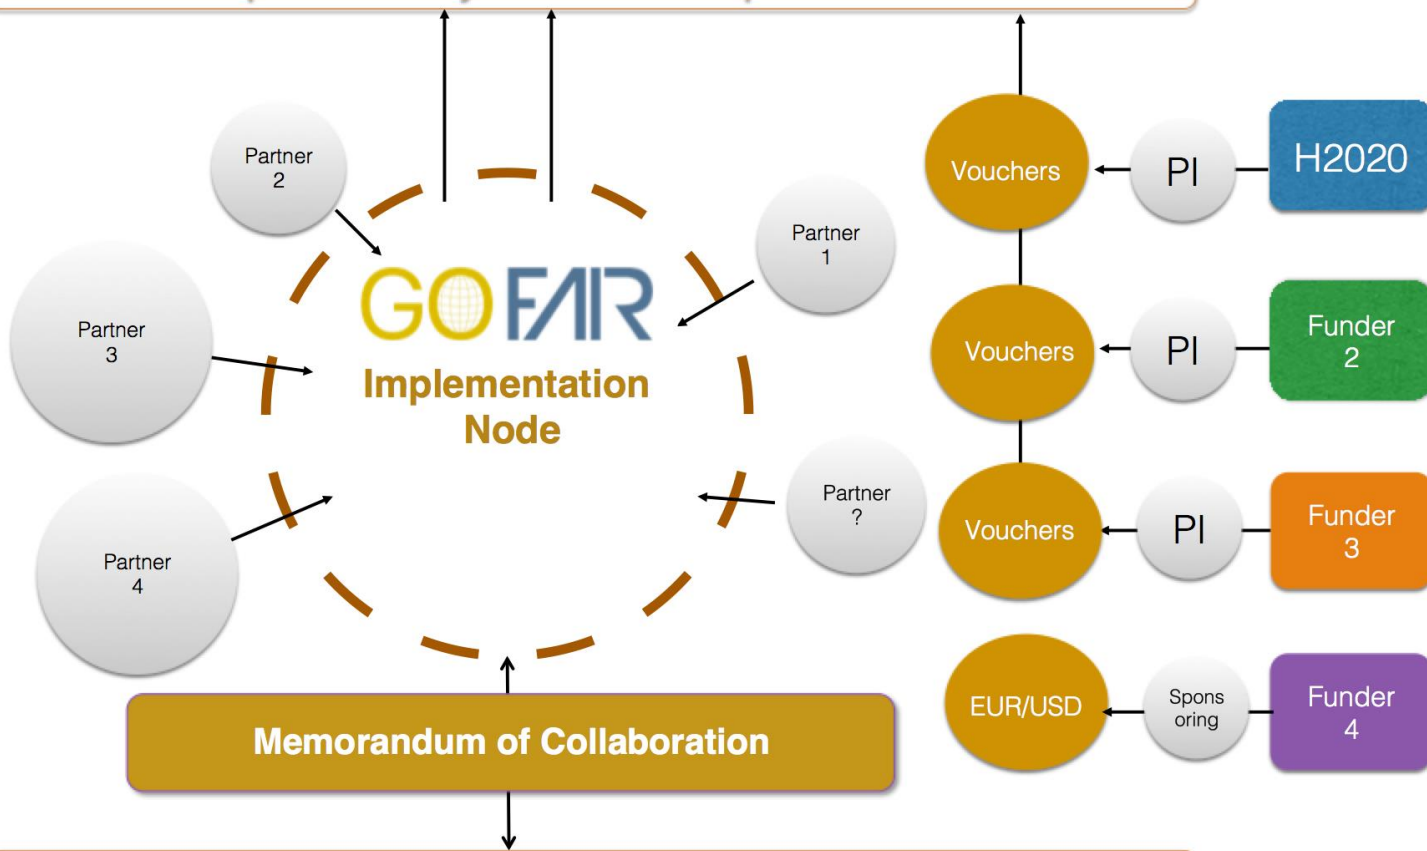 Partner
2
Vouchers
PI
H2020
Partner
1
GO FAIR
Partner
3
Implementation
Node
Vouchers
PI
Funder
2
Partner
4
Partner
?
Vouchers
PI
Funder
3
EUR/USD
Spons
oring
Funder
4
Memorandum of Collaboration